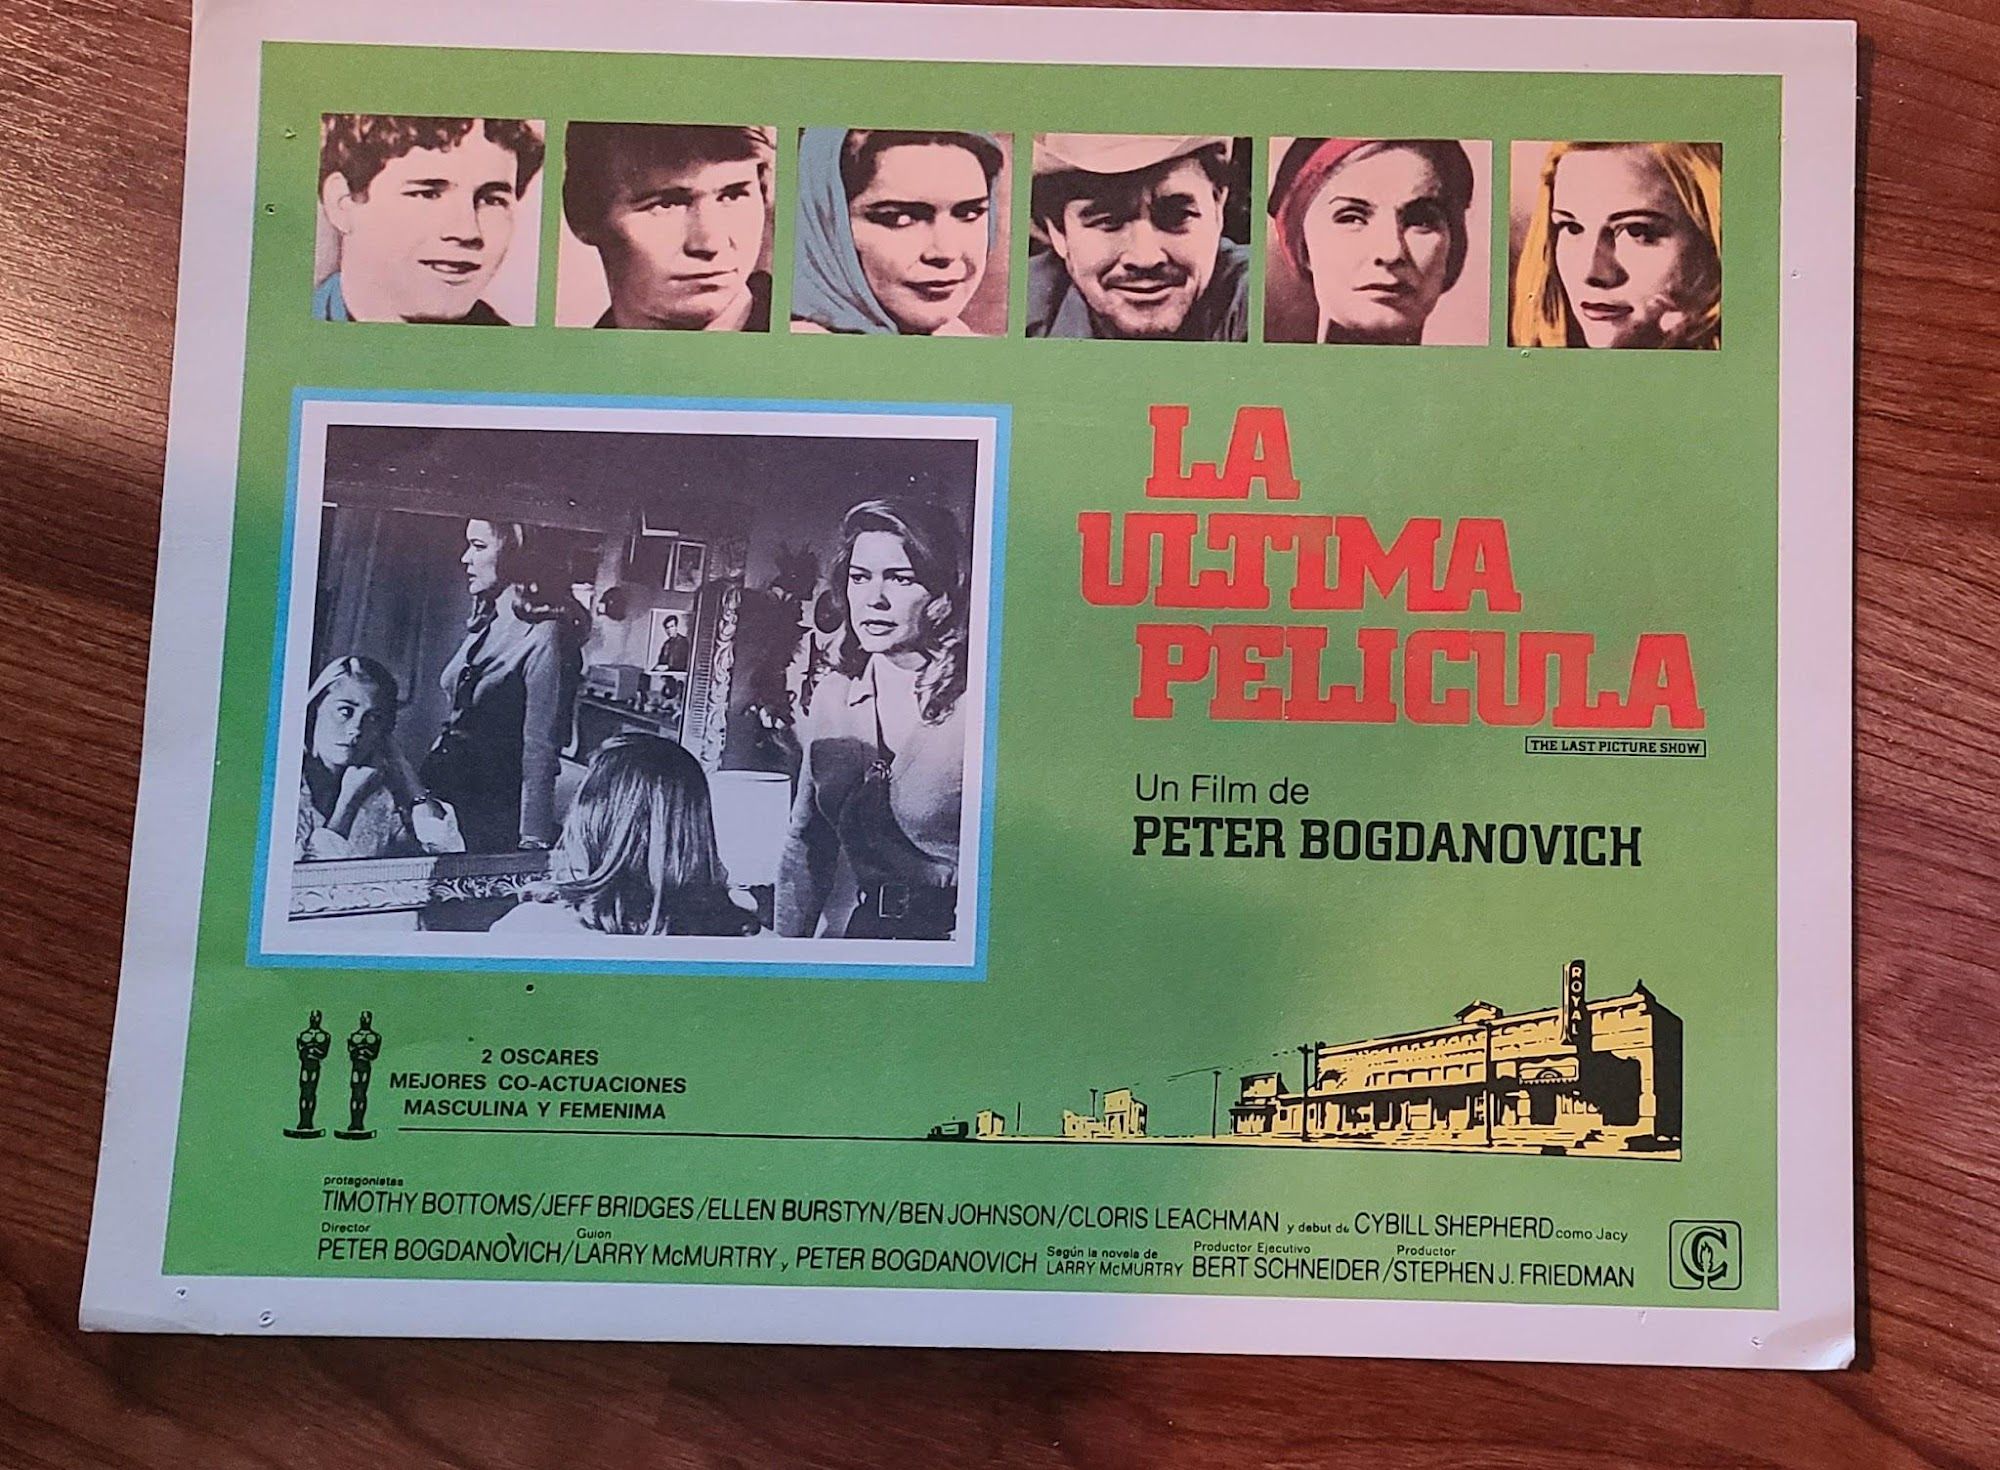 LA
ULTIMA
PELICULA
THE LAST PICTURE SHOW
Un Film de
PETER BOGDANOVICH
ROYAL
2 OSCARES
MEJORES CO-ACTUACIONES
MASCULINA Y FEMENIMA
protagonistas
TIMOTHY BOTTOMS/JEFF BRIDGES/ELLEN BURSTYN/BEN JOHNSON/CLORIS LEACHMAN y debut de CYBILL SHEPHERD como Jacy
Director Guion Según la novela de Productor Ejecutivo Productor
PETER BOGDANOVICH/LARRY McMURTRY y PETER BOGDANOVICH LARRY McMURTRY BERT SCHNEIDER/STEPHEN J. FRIEDMAN